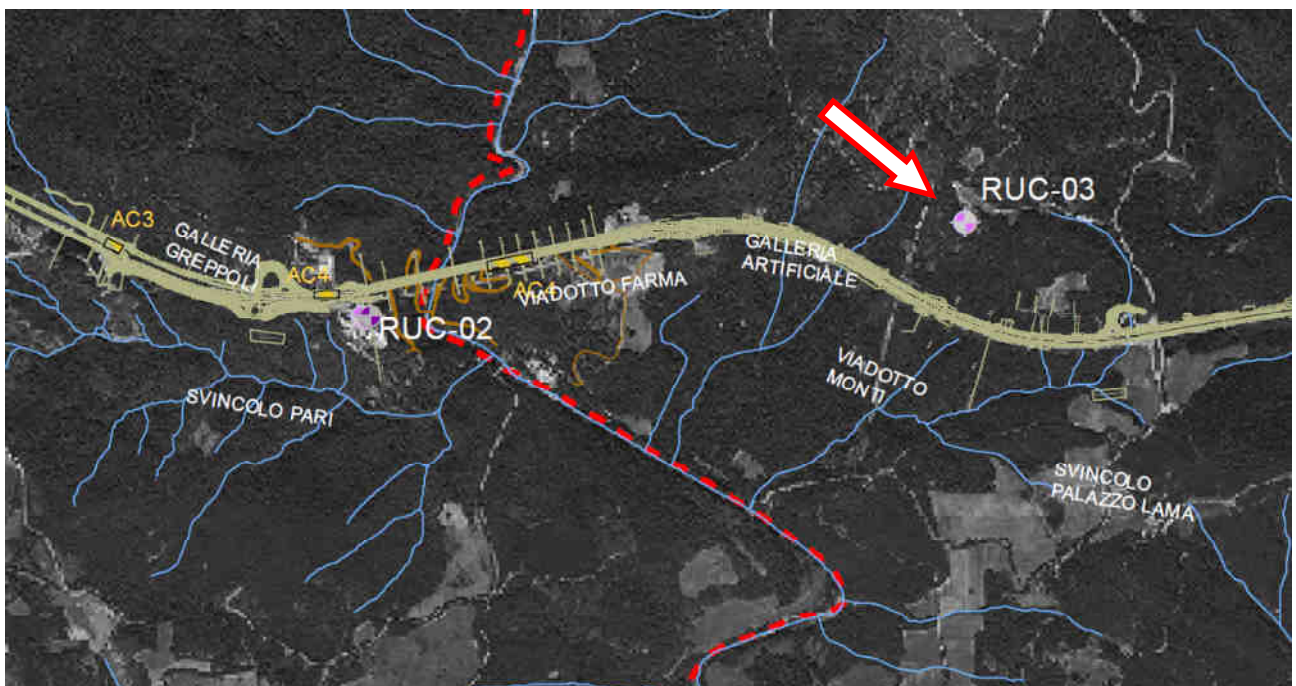 AC3
GALLERIA
GREPPOLI
AC4
RUC-02
SVINCOLO PARI
AC4
VIADOTTO FARMA
GALLERIA
ARTIFICIALE
RUC-03
VIADOTTO
MONTI
SVINCOLO
PALAZZO LAMA